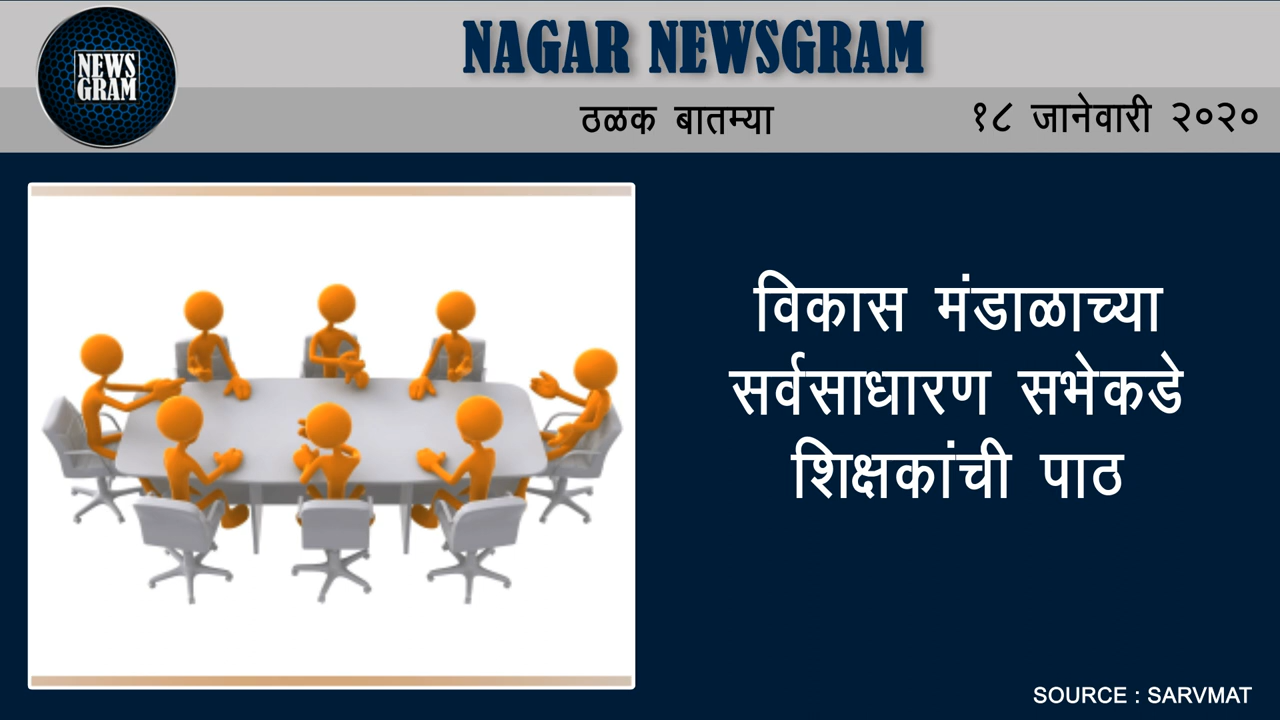 NEWS
GRAM
NAGAR NEWSGRAM
ठळक बातम्या
१८ जानेवारी २०२०
विकास मंडाळाच्या
सर्वसाधारण सभेकडे
शिक्षकांची पाठ
SOURCE : SARVMAT